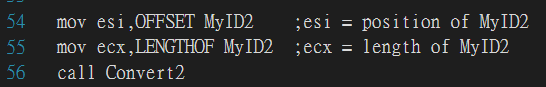 54 mov esi,OFFSET MyID2 ;esi = position of MyID2
55 mov ecx,LENGTHOF MyID2 ;ecx = length of MyID2
56 call Convert2